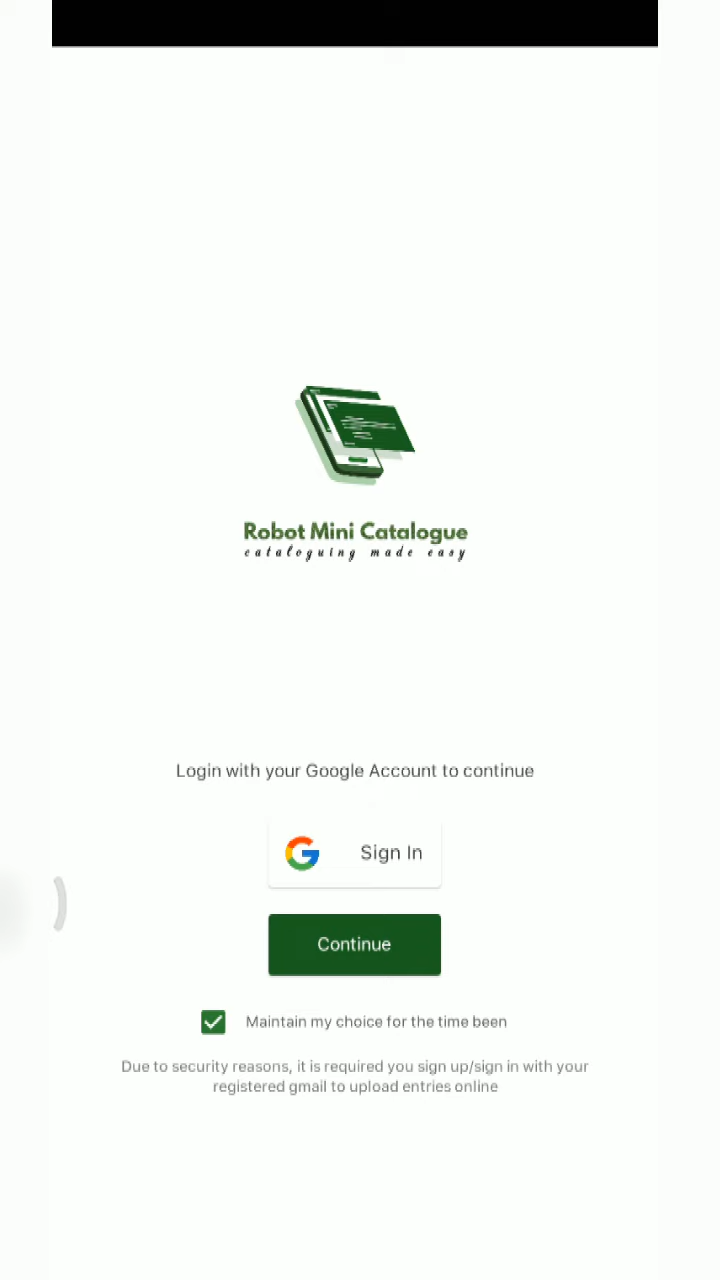 Robot Mini Catalogue
cataloguing made easy
Login with your Google Account to continue
Sign In
Continue
Maintain my choice for the time been
Due to security reasons, it is required you sign up/sign in with your
registered gmail to upload entries online